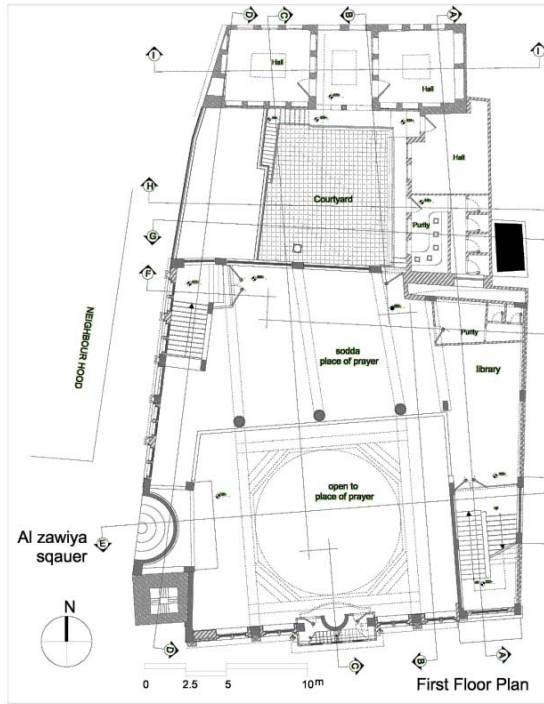 D
C
B
A
I
Hall
Hall
I
Hall
H
Courtyard
G
Purity
F
NEIGHBOUR HOOD
sodda
place of prayer
Purity
library
open to
place of prayer
Al zawiya
sqauer
E
N
D
C
B
A
0 2.5 5 10m
First Floor Plan